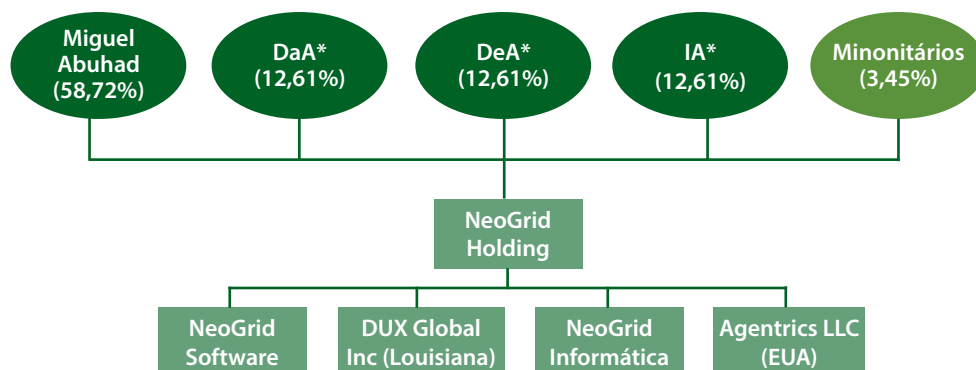 Miguel
Abuhad
(58,72%)
DaA*
(12,61%)
DeA*
(12,61%)
IA*
(12,61%)
Minonitários
(3,45%)
NeoGrid
Holding
NeoGrid
Software
DUX Global
Inc (Louisiana)
NeoGrid
Informática
Agentrics LLC
(EUA)